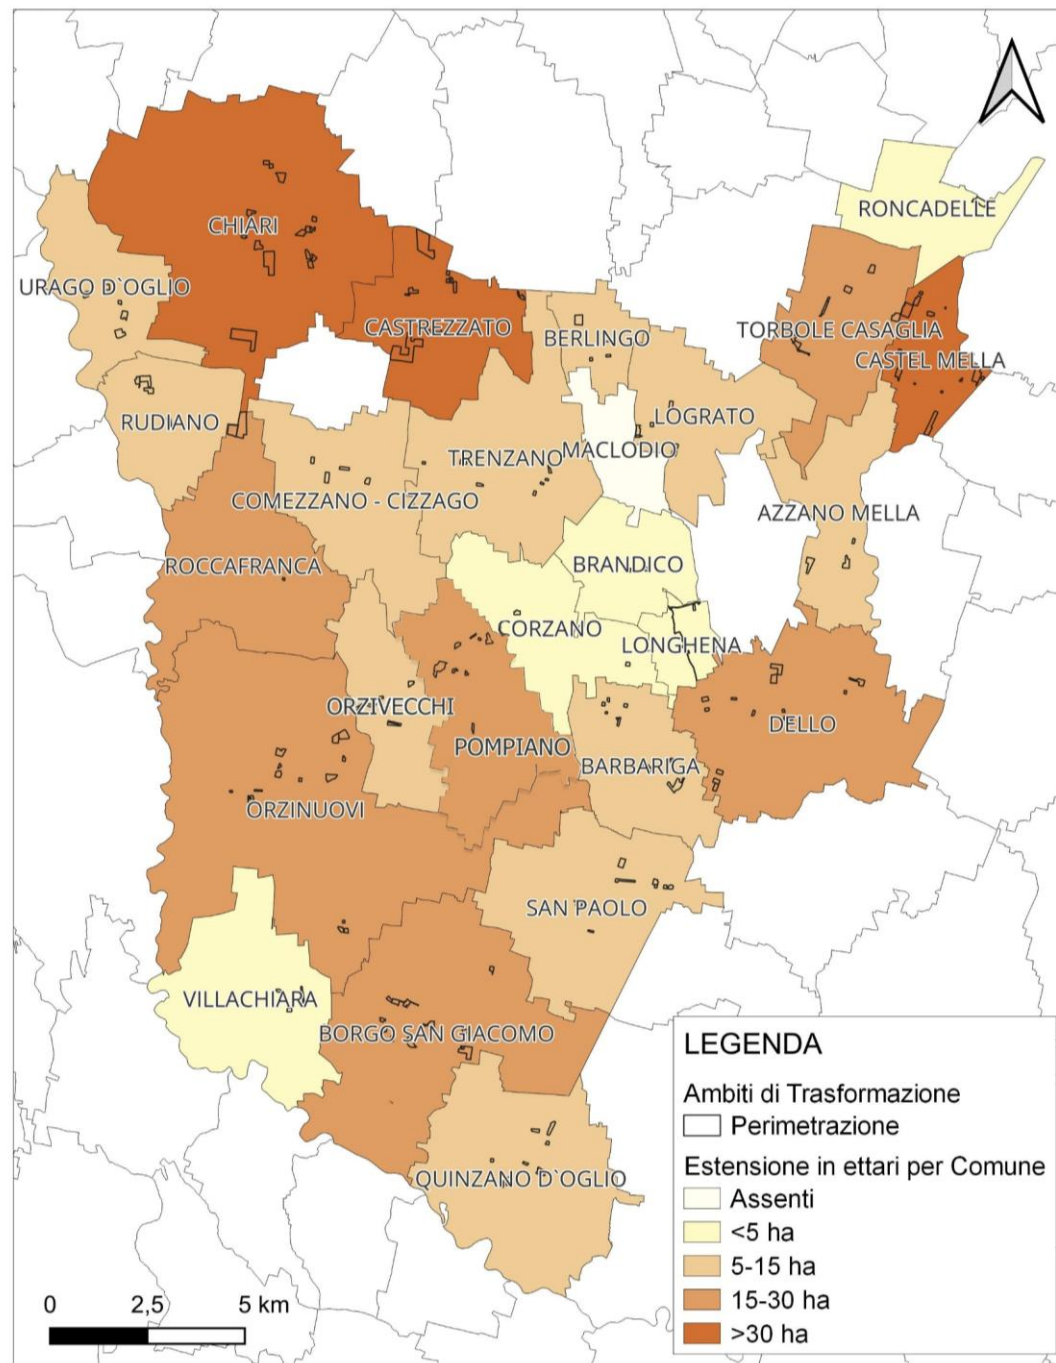 RONCADELLE
CHIARI
URAGO D`OGLIO
CASTREZZATO
BERLINGO
TORBOLE CASAGLIA
CASTEL MELLA
RUDIANO
LOGRATO
MACLODIO
TRENZANO
COMEZZANO - CIZZAGO
AZZANO MELLA
ROCCAFRANCA
BRANDICO
CORZANO
LONGHENA
ORZIVECCHI
DELLO
POMPIANO
BARBARIGA
ORZINUOVI
SAN PAOLO
VILLACHIARA
BORGO SAN GIACOMO
QUINZANO D`OGLIO
LEGENDA
Ambiti di Trasformazione
Perimetrazione
Estensione in ettari per Comune
Assenti
<5 ha
5-15 ha
15-30 ha
>30 ha
0 2,5 5 km